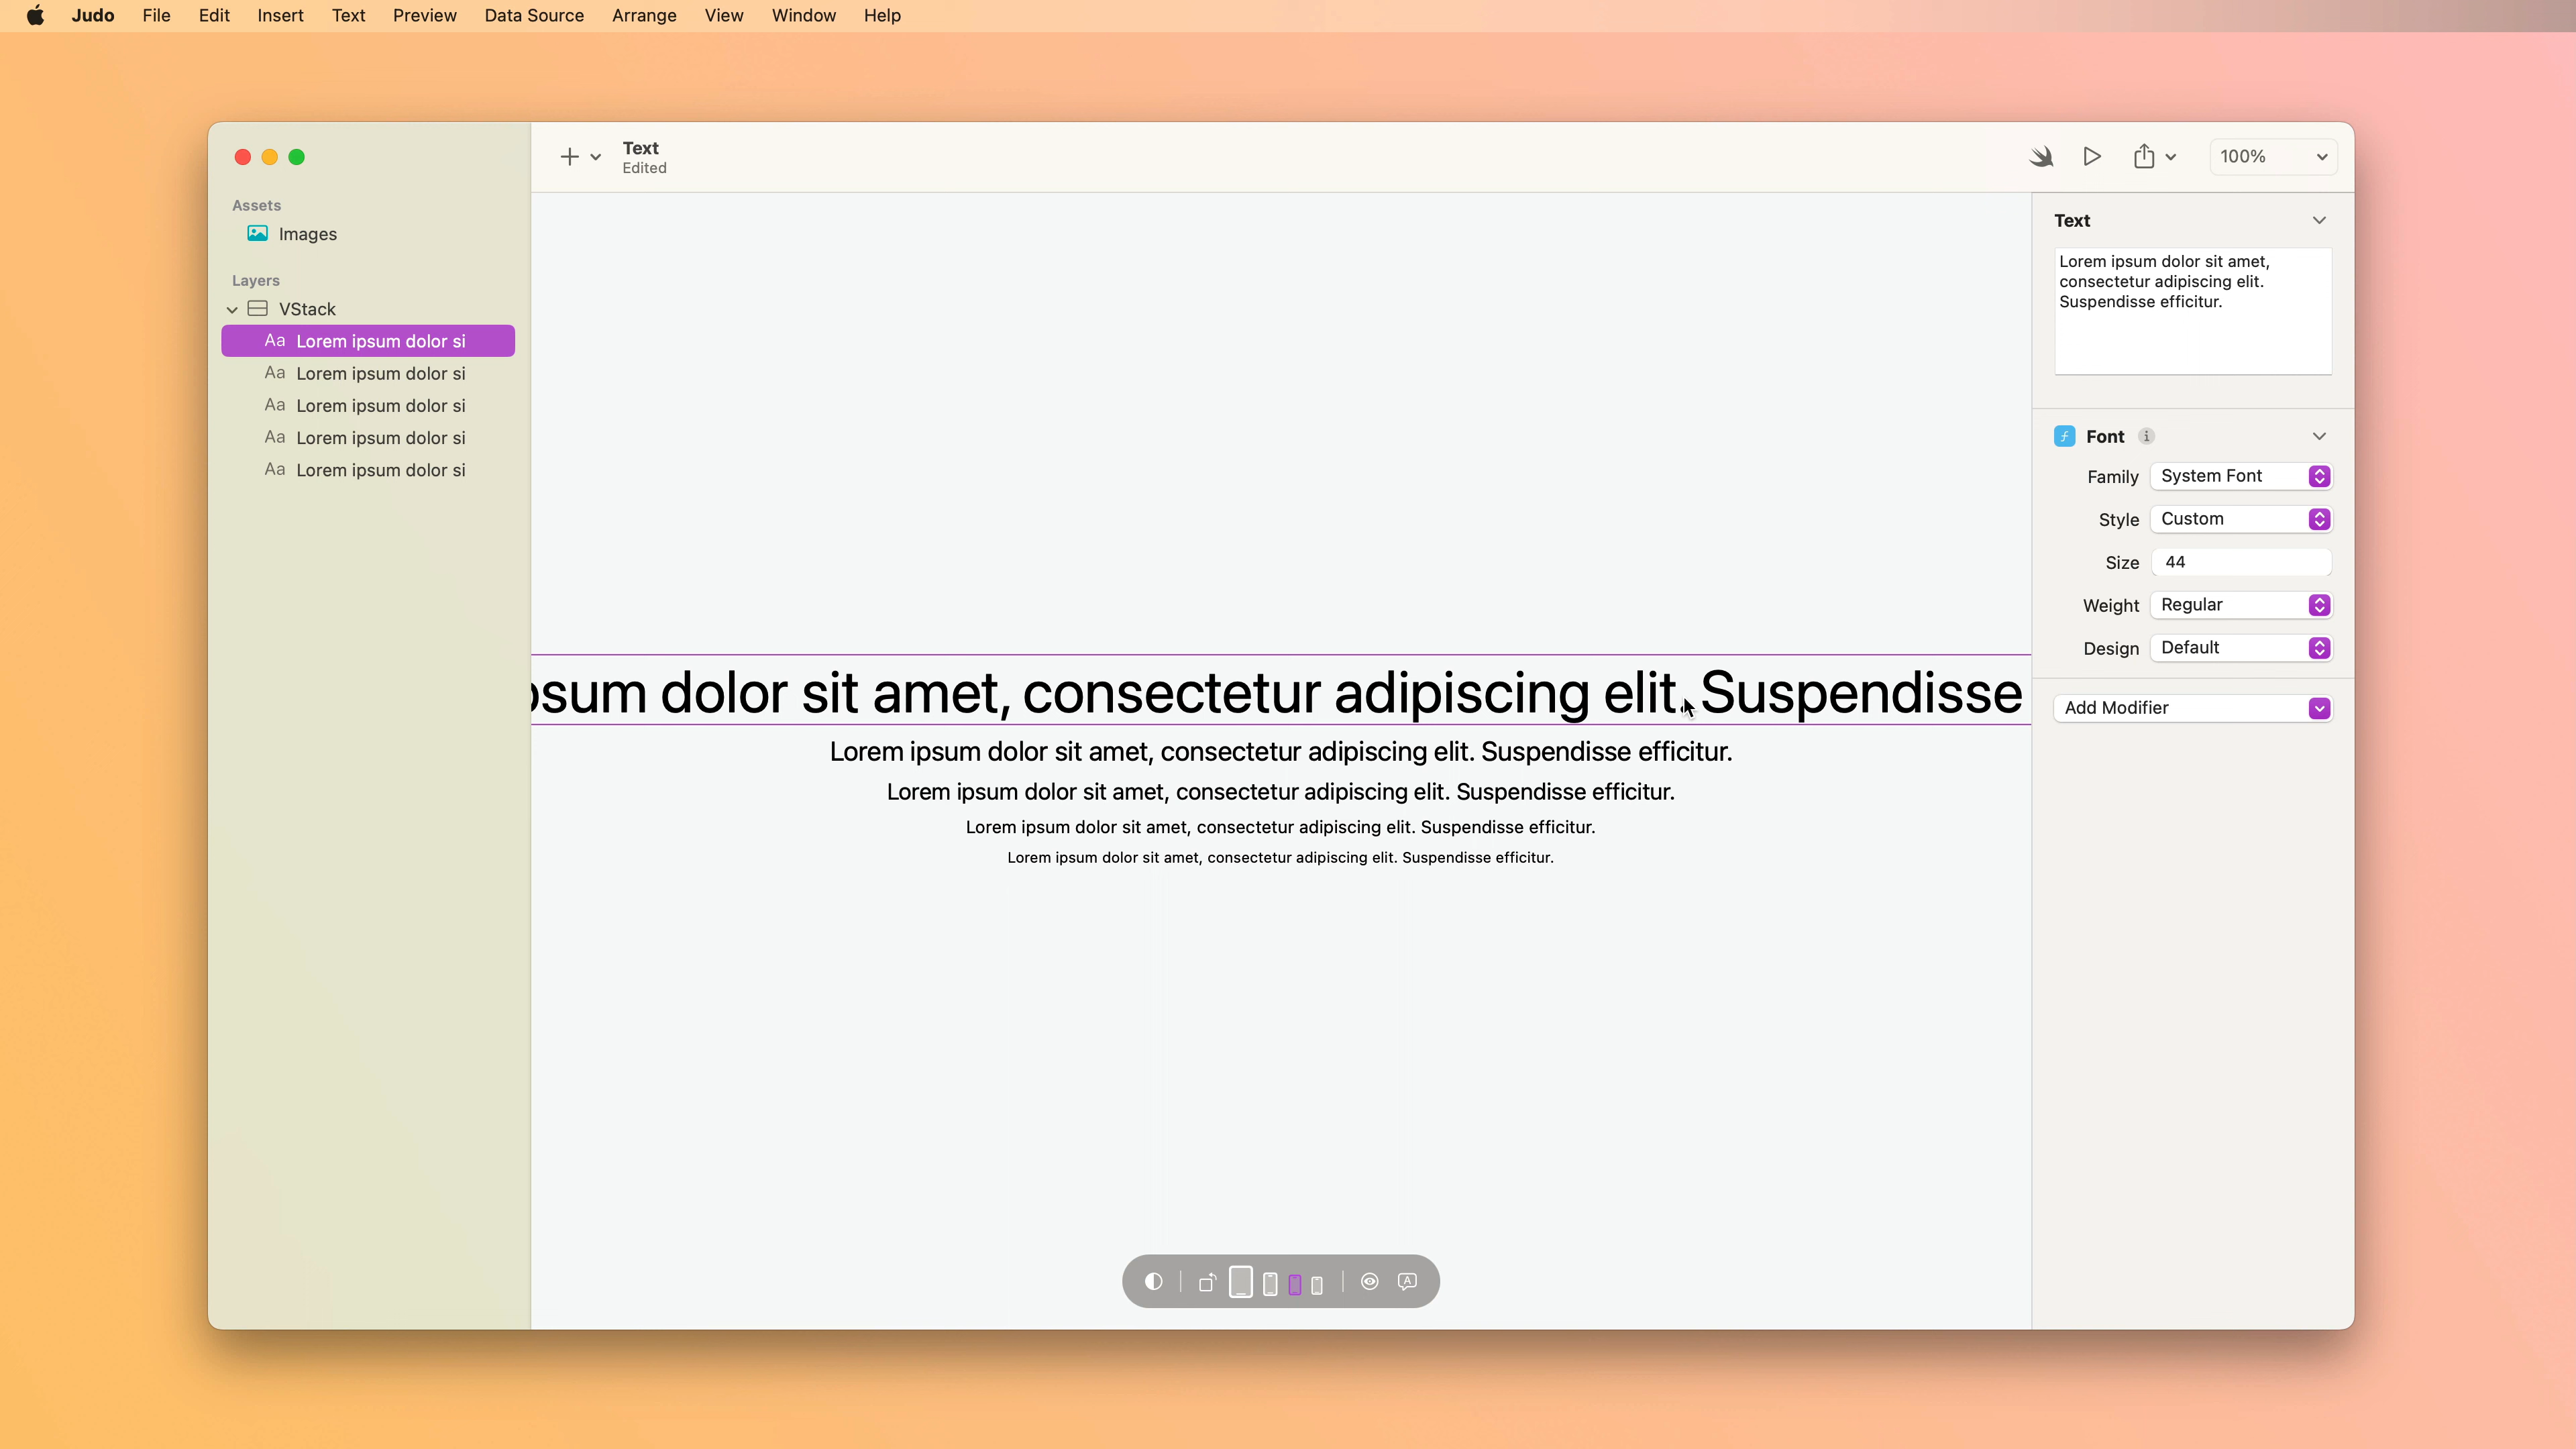 Judo File Edit Insert Text Preview Data Source Arrange View Window Help
Text
Edited
100%
Assets
Images
Layers
VStack
Aa Lorem ipsum dolor si
Aa Lorem ipsum dolor si
Aa Lorem ipsum dolor si
Aa Lorem ipsum dolor si
Aa Lorem ipsum dolor si
psum dolor sit amet, consectetur adipiscing elit. Suspendisse
Lorem ipsum dolor sit amet, consectetur adipiscing elit. Suspendisse efficitur.
Lorem ipsum dolor sit amet, consectetur adipiscing elit. Suspendisse efficitur.
Lorem ipsum dolor sit amet, consectetur adipiscing elit. Suspendisse efficitur.
Lorem ipsum dolor sit amet, consectetur adipiscing elit. Suspendisse efficitur.
Text
Lorem ipsum dolor sit amet,
consectetur adipiscing elit.
Suspendisse efficitur.
Font
Family System Font
Style Custom
Size 44
Weight Regular
Design Default
Add Modifier